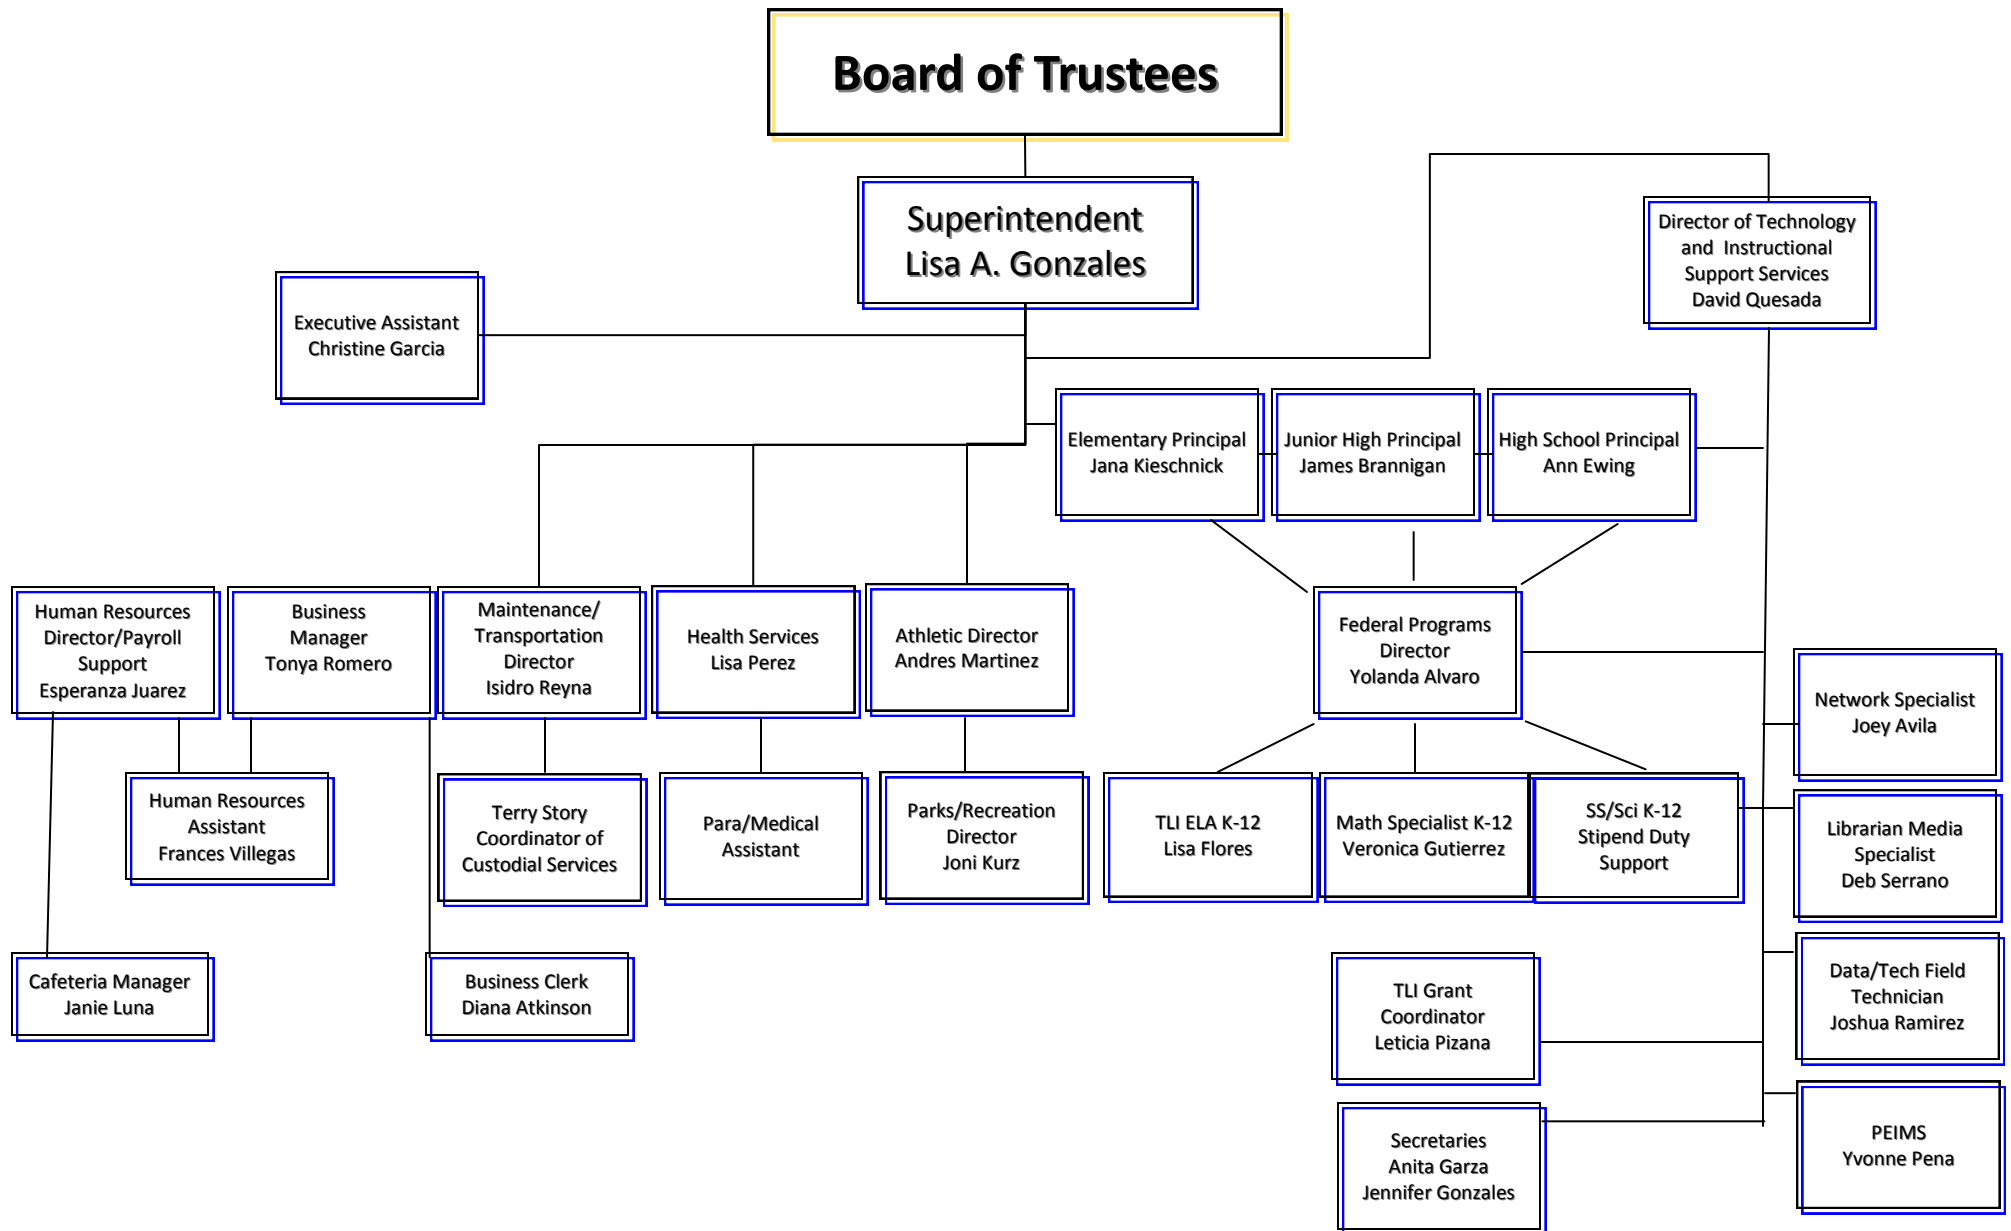 Board of Trustees
Superintendent
Lisa A. Gonzales
Director of Technology
and Instructional
Support Services
David Quesada
Executive Assistant
Christine Garcia
Elementary Principal
Jana Kieschnick
Junior High Principal
James Brannigan
High School Principal
Ann Ewing
Human Resources
Director/Payroll
Support
Esperanza Juarez
Business
Manager
Tonya Romero
Maintenance/
Transportation
Director
Isidro Reyna
Health Services
Lisa Perez
Athletic Director
Andres Martinez
Federal Programs
Director
Yolanda Alvaro
Network Specialist
Joey Avila
Human Resources
Assistant
Frances Villegas
Terry Story
Coordinator of
Custodial Services
Para/Medical
Assistant
Parks/Recreation
Director
Joni Kurz
TLI ELA K-12
Lisa Flores
Math Specialist K-12
Veronica Gutierrez
SS/Sci K-12
Stipend Duty
Support
Librarian Media
Specialist
Deb Serrano
Cafeteria Manager
Janie Luna
Business Clerk
Diana Atkinson
TLI Grant
Coordinator
Leticia Pizana
Data/Tech Field
Technician
Joshua Ramirez
Secretaries
Anita Garza
Jennifer Gonzales
PEIMS
Yvonne Pena